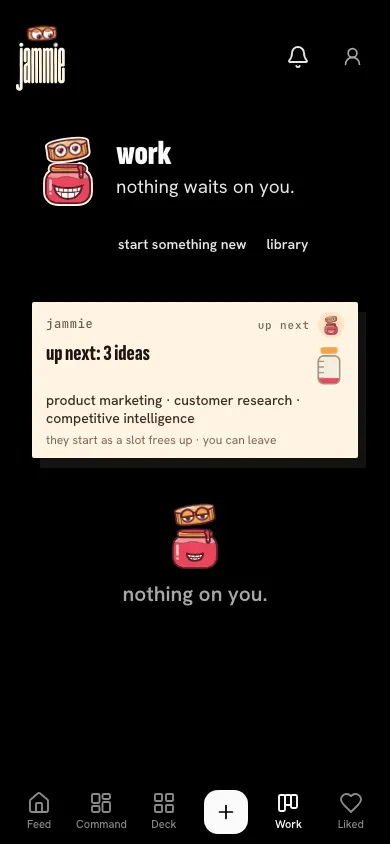 jammie
work
nothing waits on you.
start something new library
jammie up next
up next: 3 ideas
product marketing · customer research ·
competitive intelligence
they start as a slot frees up · you can leave
nothing on you.
Feed Command Deck Work Liked